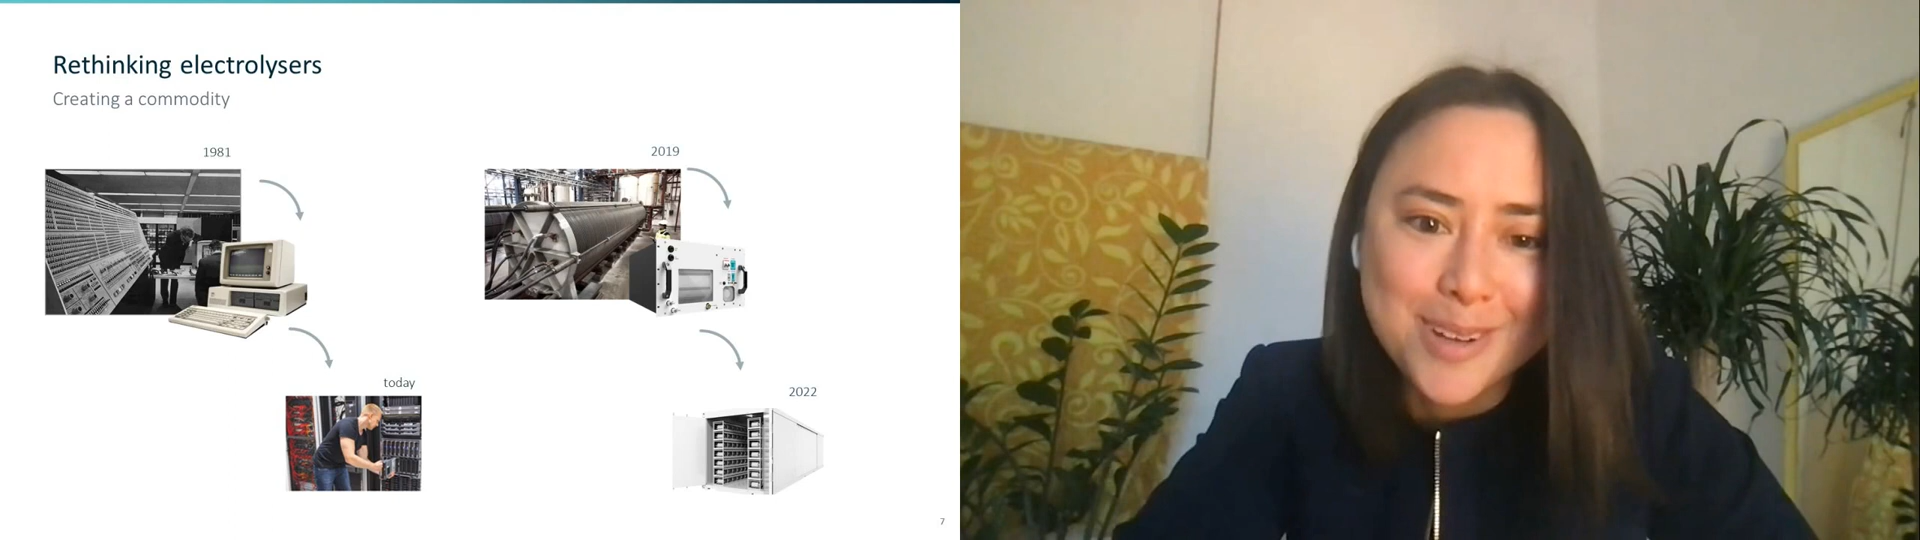 Rethinking electrolysers
Creating a commodity
1981
2019
today
2022
7